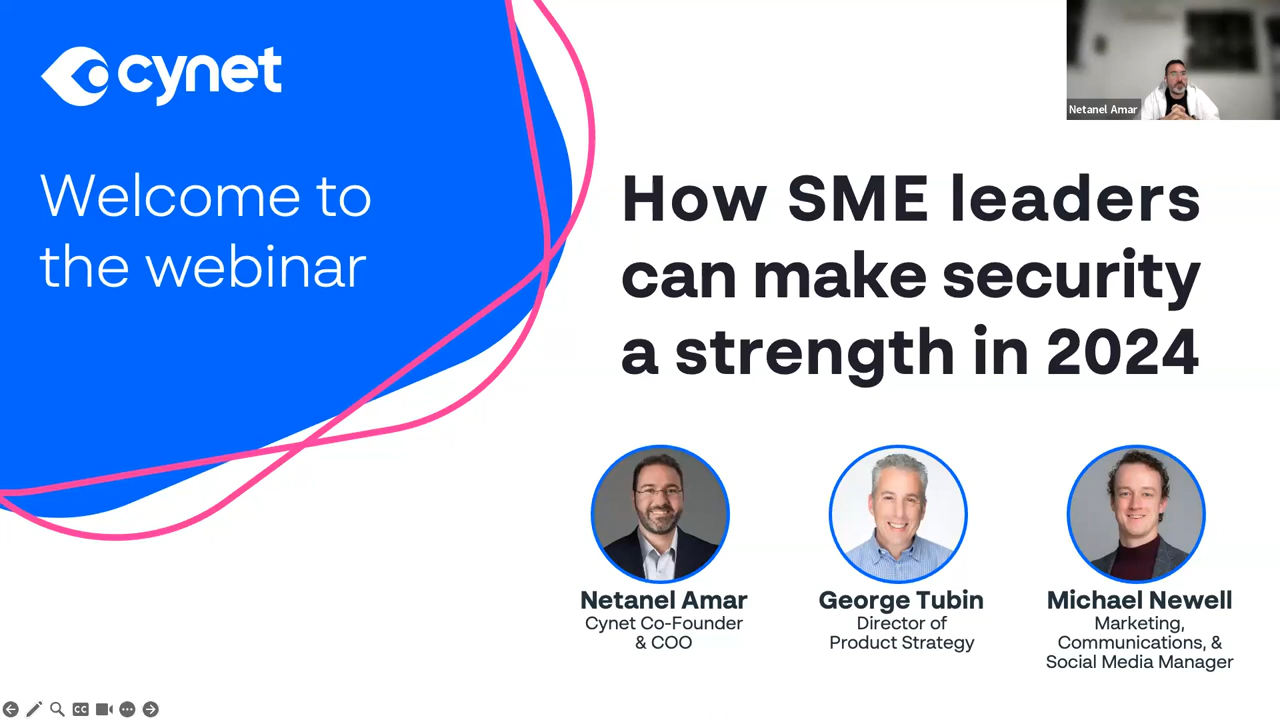 cynet
Welcome to
the webinar
Netanel Amar
How SME leaders
can make security
a strength in 2024
Netanel Amar
Cynet Co-Founder
& COO
George Tubin
Director of
Product Strategy
Michael Newell
Marketing,
Communications, &
Social Media Manager
CC